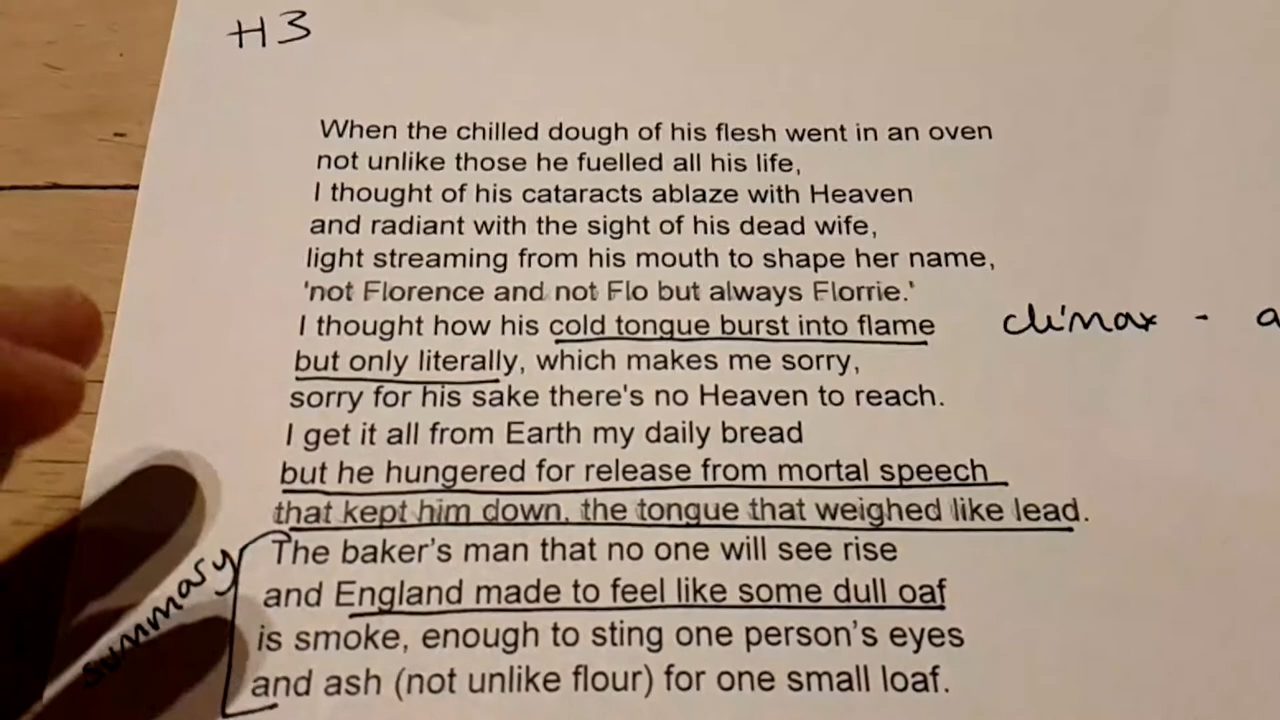 H3
When the chilled dough of his flesh went in an oven
not unlike those he fuelled all his life,
I thought of his cataracts ablaze with Heaven
and radiant with the sight of his dead wife,
light streaming from his mouth to shape her name,
'not Florence and not Flo but always Florrie.'
I thought how his cold tongue burst into flame climax - a
but only literally, which makes me sorry,
sorry for his sake there's no Heaven to reach.
I get it all from Earth my daily bread
but he hungered for release from mortal speech
that kept him down, the tongue that weighed like lead.
summary
The baker's man that no one will see rise
and England made to feel like some dull oaf
is smoke, enough to sting one person's eyes
and ash (not unlike flour) for one small loaf.